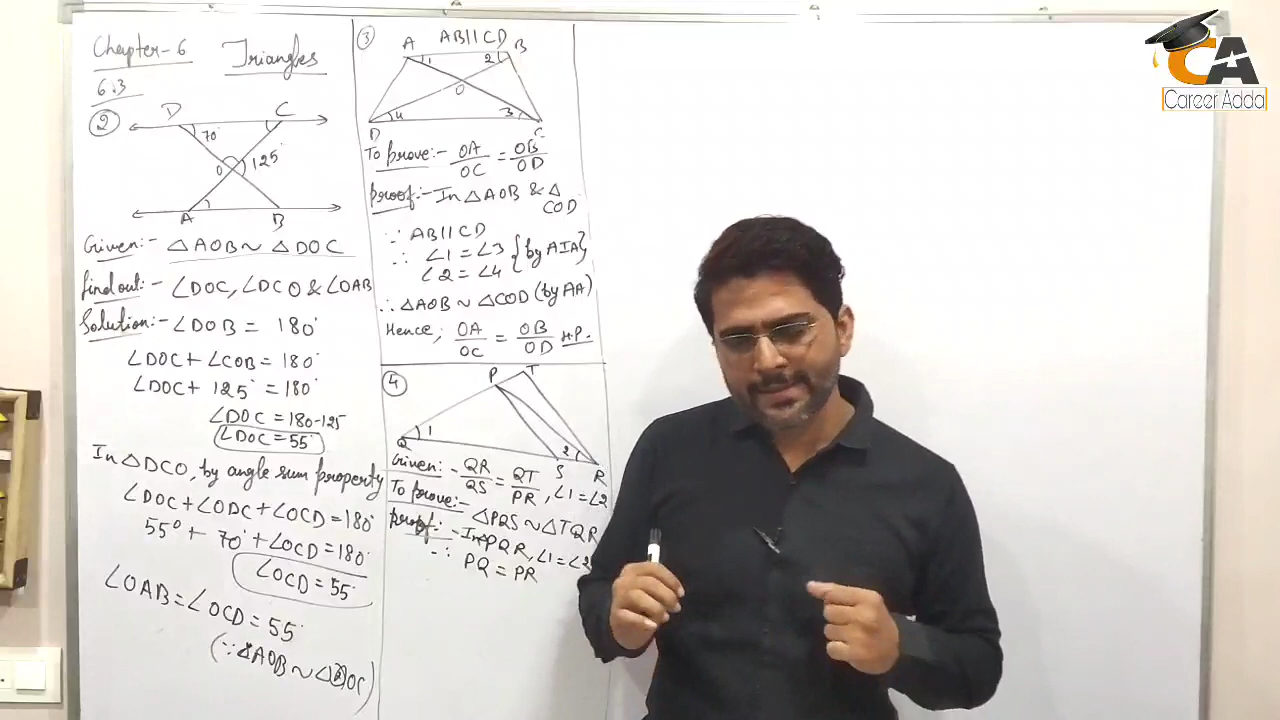 Chapter-6 Triangles
6.3
②
D C
70°
O 125°
A B
Given:- △AOB ~ △DOC
find out:- ∠DOC, ∠DCO & ∠OAB
Solution:- ∠DOB = 180°
∠DOC + ∠COB = 180°
∠DOC + 125° = 180°
∠DOC = 180-125
∠DOC = 55°
In △DCO, by angle sum property
∠DOC + ∠ODC + ∠OCD = 180°
55° + 70° + ∠OCD = 180°
∠OCD = 55°
∠OAB = ∠OCD = 55°
(∵ △AOB ~ △DOC)
③ AB || CD
A 1 2 B
O
D 4 3 C
To prove:- OA/OC = OB/OD
proof:- In △AOB & △COD
∵ AB || CD
∴ ∠1 = ∠3 {by AIA}
∠2 = ∠4
∴ △AOB ~ △COD (by AA)
Hence, OA/OC = OB/OD H.P.
④ P T
Q 1 2
S R
Given:- QR/QS = QT/PR, ∠1 = ∠2
To prove:- △PQS ~ △TQR
proof:- In △PQR, ∠1 = ∠2
∴ PQ = PR
CA
Career Adda